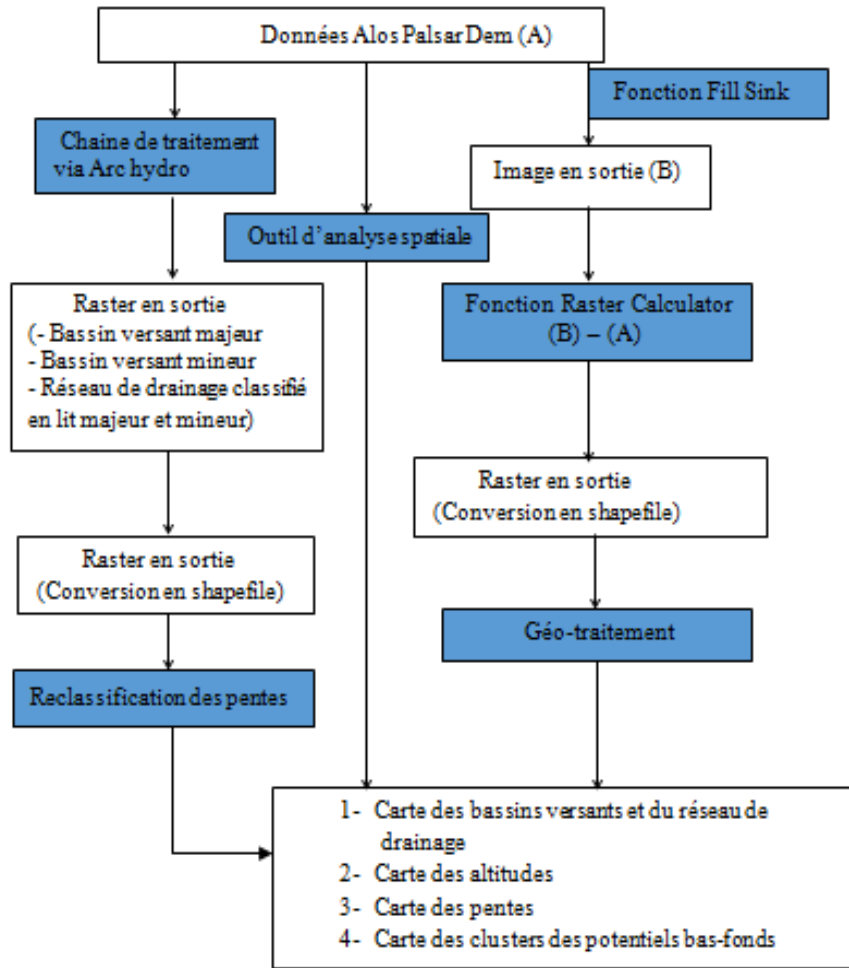 Données Alos Palsar Dem (A)
Fonction Fill Sink
Chaine de traitement
via Arc hydro
Image en sortie (B)
Outil d'analyse spatiale
Raster en sortie
(- Bassin versant majeur
- Bassin versant mineur
- Réseau de drainage classifié
en lit majeur et mineur)
Fonction Raster Calculator
(B) – (A)
Raster en sortie
(Conversion en shapefile)
Raster en sortie
(Conversion en shapefile)
Géo-traitement
Reclassification des pentes
1- Carte des bassins versants et du réseau de
drainage
2- Carte des altitudes
3- Carte des pentes
4- Carte des clusters des potentiels bas-fonds